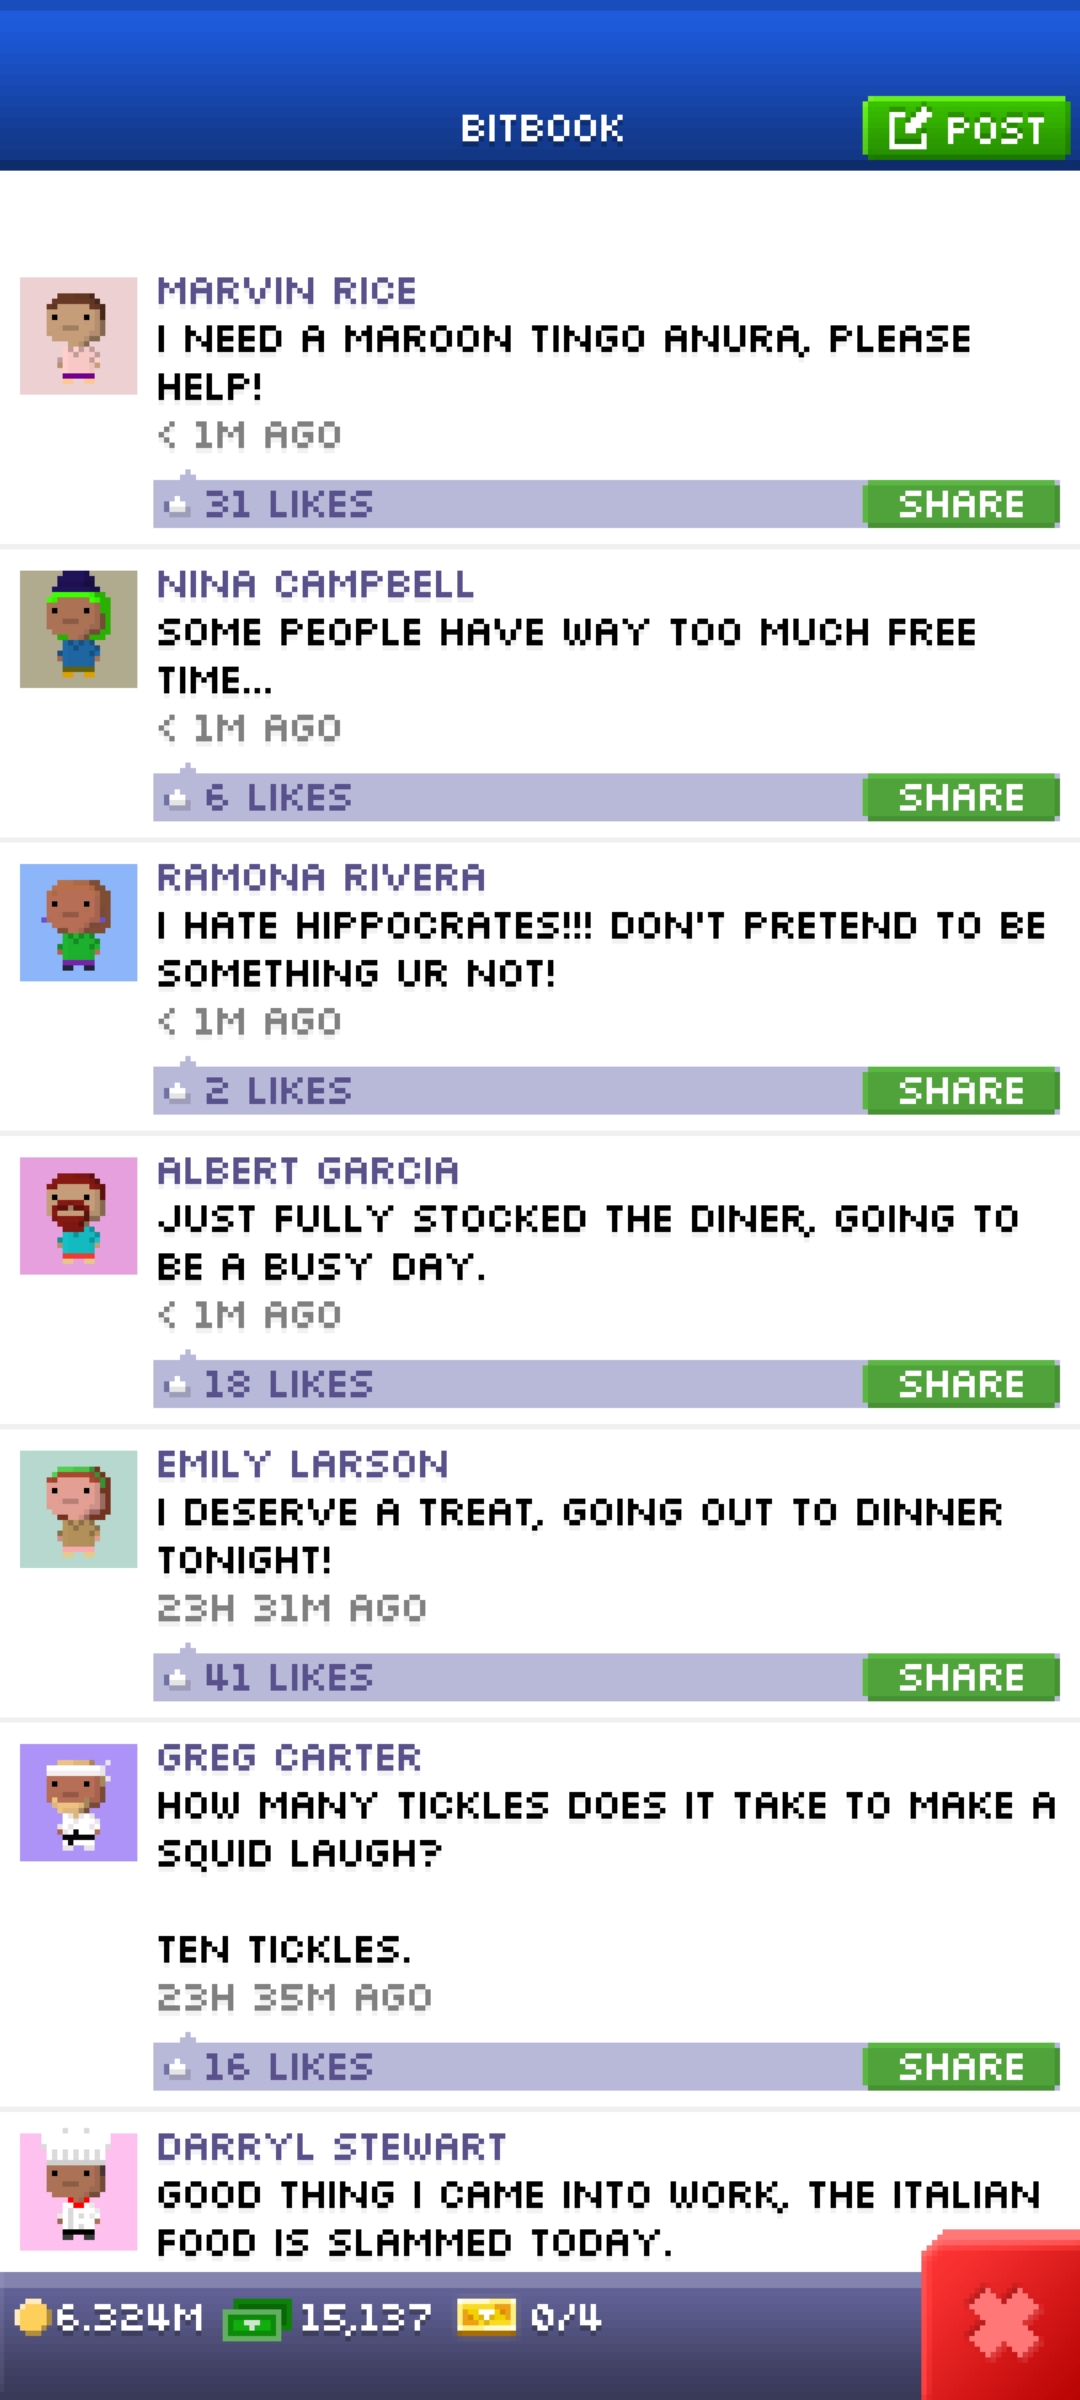 BITBOOK
POST
MARVIN RICE
I NEED A MAROON TINGO ANURA, PLEASE
HELP!
< 1M AGO
31 LIKES
SHARE
NINA CAMPBELL
SOME PEOPLE HAVE WAY TOO MUCH FREE
TIME...
< 1M AGO
6 LIKES
SHARE
RAMONA RIVERA
I HATE HIPPOCRATES!!! DON'T PRETEND TO BE
SOMETHING UR NOT!
< 1M AGO
2 LIKES
SHARE
ALBERT GARCIA
JUST FULLY STOCKED THE DINER, GOING TO
BE A BUSY DAY.
< 1M AGO
18 LIKES
SHARE
EMILY LARSON
I DESERVE A TREAT, GOING OUT TO DINNER
TONIGHT!
23H 31M AGO
41 LIKES
SHARE
GREG CARTER
HOW MANY TICKLES DOES IT TAKE TO MAKE A
SQUID LAUGH?
TEN TICKLES.
23H 35M AGO
16 LIKES
SHARE
DARRYL STEWART
GOOD THING I CAME INTO WORK, THE ITALIAN
FOOD IS SLAMMED TODAY.
6.324M 15,137 0/4